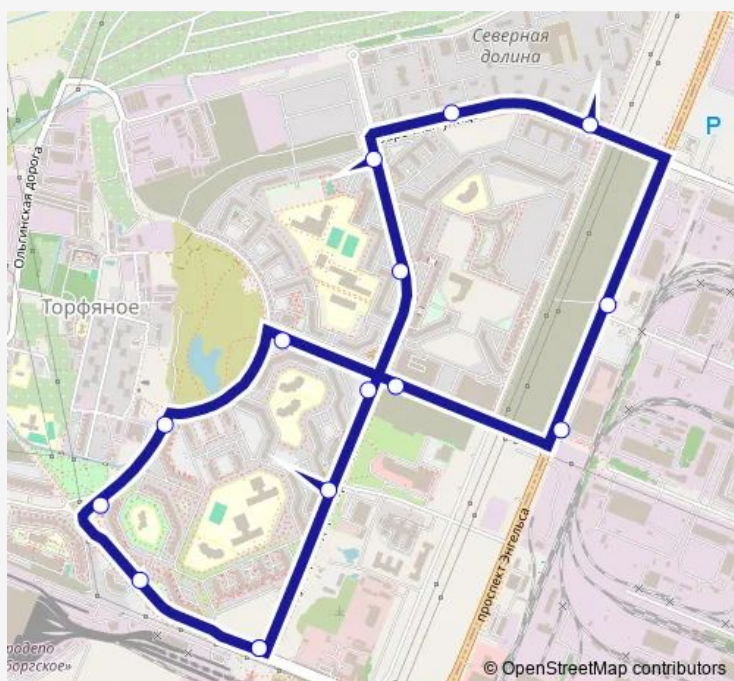 Северная
долина
P
Ольгинская дорога
Торфяное
проспект Энгельса
© OpenStreetMap contributors